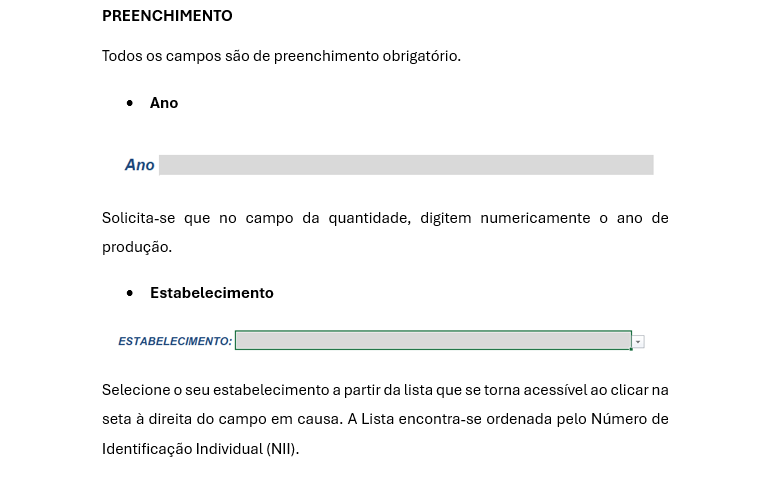 PREENCHIMENTO
Todos os campos são de preenchimento obrigatório.
• Ano
Ano
Solicita-se que no campo da quantidade, digitem numericamente o ano de
produção.
• Estabelecimento
ESTABELECIMENTO:
Selecione o seu estabelecimento a partir da lista que se torna acessível ao clicar na
seta à direita do campo em causa. A Lista encontra-se ordenada pelo Número de
Identificação Individual (NII).